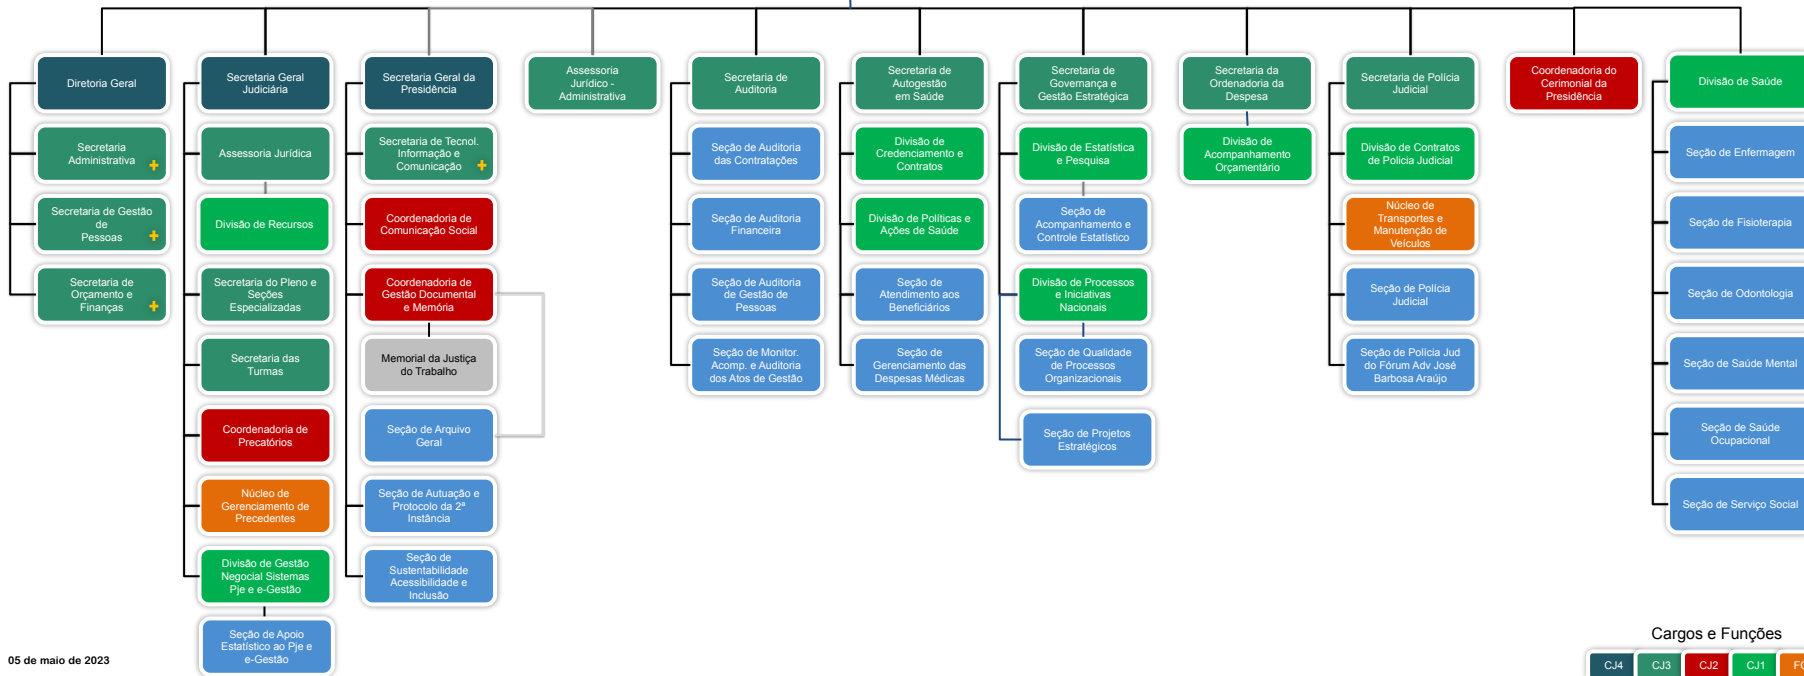 Diretoria Geral
Secretaria
Administrativa
+
Secretaria de Gestão
de
Pessoas
+
Secretaria de
Orçamento e
Finanças
+
Secretaria Geral
Judiciária
Assessoria Jurídica
Divisão de Recursos
Secretaria do Pleno e
Seções
Especializadas
Secretaria das
Turmas
Coordenadoria de
Precatórios
Núcleo de
Gerenciamento de
Precedentes
Divisão de Gestão
Negocial Sistemas
Pje e e-Gestão
Seção de Apoio
Estatístico ao Pje e
e-Gestão
Secretaria Geral da
Presidência
Secretaria de Tecnol.
Informação e
Comunicação
+
Coordenadoria de
Comunicação Social
Coordenadoria de
Gestão Documental
e Memória
Memorial da Justiça
do Trabalho
Seção de Arquivo
Geral
Seção de Autuação e
Protocolo da 2ª
Instância
Seção de
Sustentabilidade
Acessibilidade e
Inclusão
Assessoria
Jurídico -
Administrativa
Secretaria de
Auditoria
Seção de Auditoria
das Contratações
Seção de Auditoria
Financeira
Seção de Auditoria
de Gestão de
Pessoas
Seção de Monitor.
Acomp. e Auditoria
dos Atos de Gestão
Secretaria de
Autogestão
em Saúde
Divisão de
Credenciamento e
Contratos
Divisão de Políticas e
Ações de Saúde
Seção de
Atendimento aos
Beneficiários
Seção de
Gerenciamento das
Despesas Médicas
Secretaria de
Governança e
Gestão Estratégica
Divisão de Estatística
e Pesquisa
Seção de
Acompanhamento e
Controle Estatístico
Divisão de Processos
e Iniciativas
Nacionais
Seção de Qualidade
de Processos
Organizacionais
Seção de Projetos
Estratégicos
Secretaria da
Ordenadoria da
Despesa
Divisão de
Acompanhamento
Orçamentário
Secretaria de Polícia
Judicial
Divisão de Contratos
de Policia Judicial
Núcleo de
Transportes e
Manutenção de
Veículos
Seção de Polícia
Judicial
Seção de Polícia Jud
do Fórum Adv José
Barbosa Araújo
Coordenadoria do
Cerimonial da
Presidência
Divisão de Saúde
Seção de Enfermagem
Seção de Fisioterapia
Seção de Odontologia
Seção de Saúde Mental
Seção de Saúde
Ocupacional
Seção de Serviço Social
05 de maio de 2023
Cargos e Funções
CJ4 CJ3 CJ2 CJ1